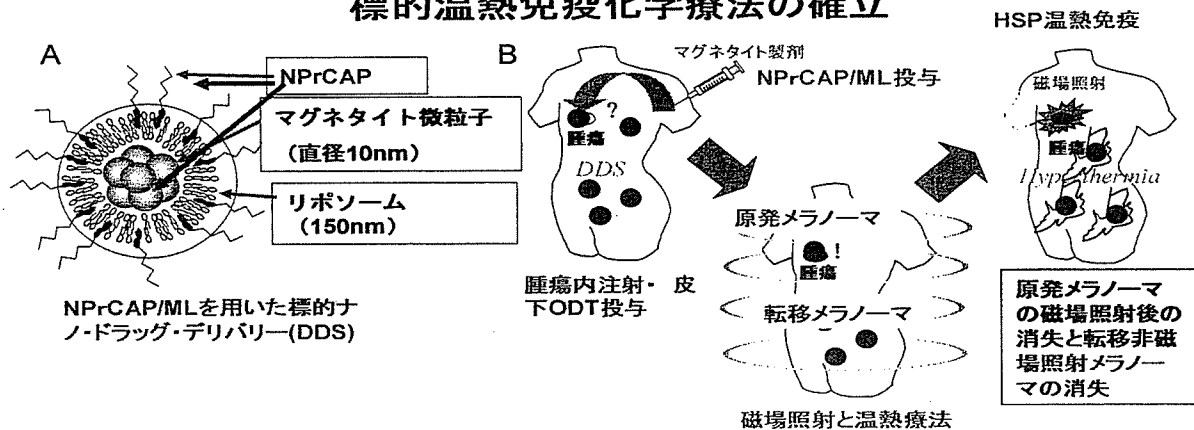 標的温熱免疫化学療法の確立
A
NPrCAP
マグネタイト微粒子
(直径10nm)
リポソーム
(150nm)
NPrCAP/MLを用いた標的ナ
ノ・ドラッグ・デリバリー(DDS)
B
マグネタイト製剤
NPrCAP/ML投与
?
腫瘍
DDS
腫瘍内注射・ 皮
下ODT投与
原発メラノーマ
!
腫瘍
転移メラノーマ
磁場照射と温熱療法
HSP温熱免疫
磁場照射
腫瘍
Hyperthermia
原発メラノーマ
の磁場照射後の
消失と転移非磁
場照射メラノー
マの消失